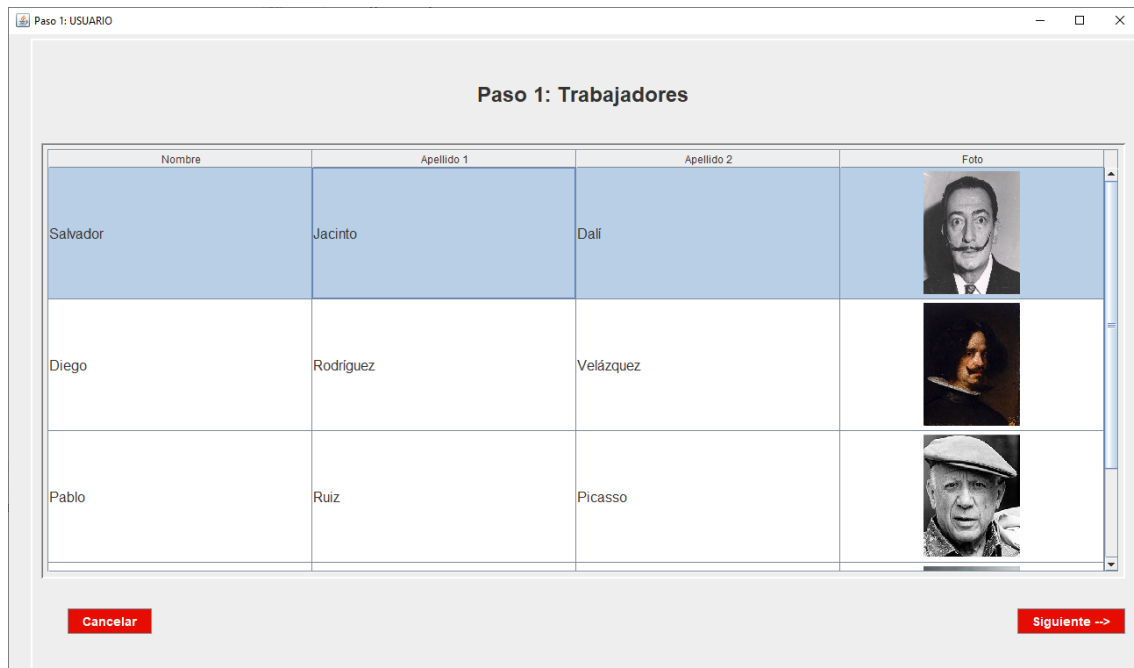 Paso 1: USUARIO
Paso 1: Trabajadores
Nombre Apellido 1 Apellido 2 Foto
Salvador Jacinto Dalí
Diego Rodríguez Velázquez
Pablo Ruiz Picasso
Cancelar Siguiente -->